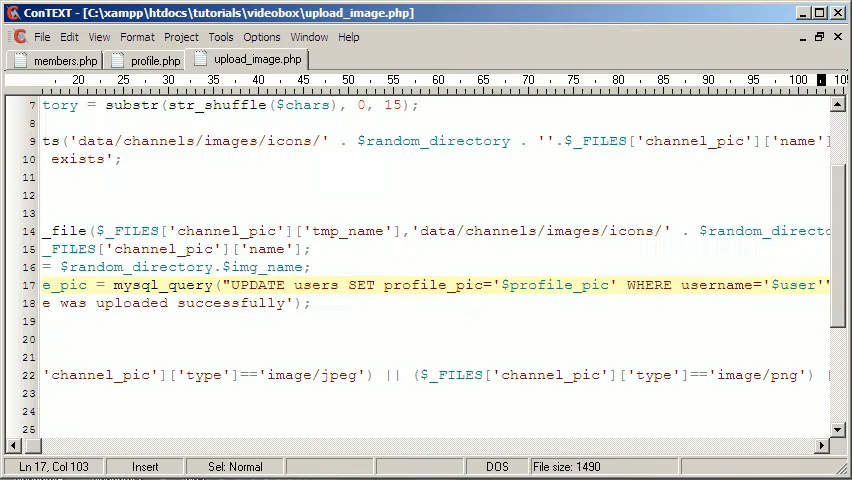 ConTEXT - [C:\xampp\htdocs\tutorials\videobox\upload_image.php]
File Edit View Format Project Tools Options Window Help
members.php profile.php upload_image.php
20 25 30 35 40 45 50 55 60 65 70 75 80 85 90 95 100 105
7 tory = substr(str_shuffle($chars), 0, 15);
8
9 ts('data/channels/images/icons/' . $random_directory . ''.$_FILES['channel_pic']['name']
10 exists';
11
12
13
14 _file($_FILES['channel_pic']['tmp_name'],'data/channels/images/icons/' . $random_directo
15 _FILES['channel_pic']['name'];
16 = $random_directory.$img_name;
17 e_pic = mysql_query("UPDATE users SET profile_pic='$profile_pic' WHERE username='$user''
18 e was uploaded successfully');
19
20
21
22 'channel_pic']['type']=='image/jpeg') || ($_FILES['channel_pic']['type']=='image/png') |
23
24
25
Ln 17, Col 103 Insert Sel: Normal DOS File size: 1490